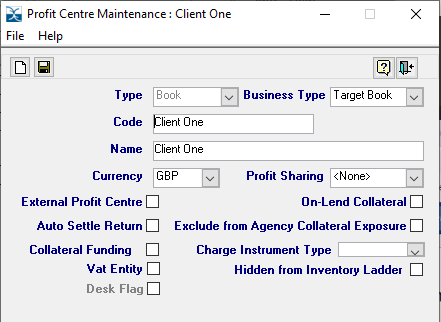 Profit Centre Maintenance : Client One
File Help
Type Book Business Type Target Book
Code Client One
Name Client One
Currency GBP Profit Sharing <None>
External Profit Centre On-Lend Collateral
Auto Settle Return Exclude from Agency Collateral Exposure
Collateral Funding Charge Instrument Type
Vat Entity Hidden from Inventory Ladder
Desk Flag